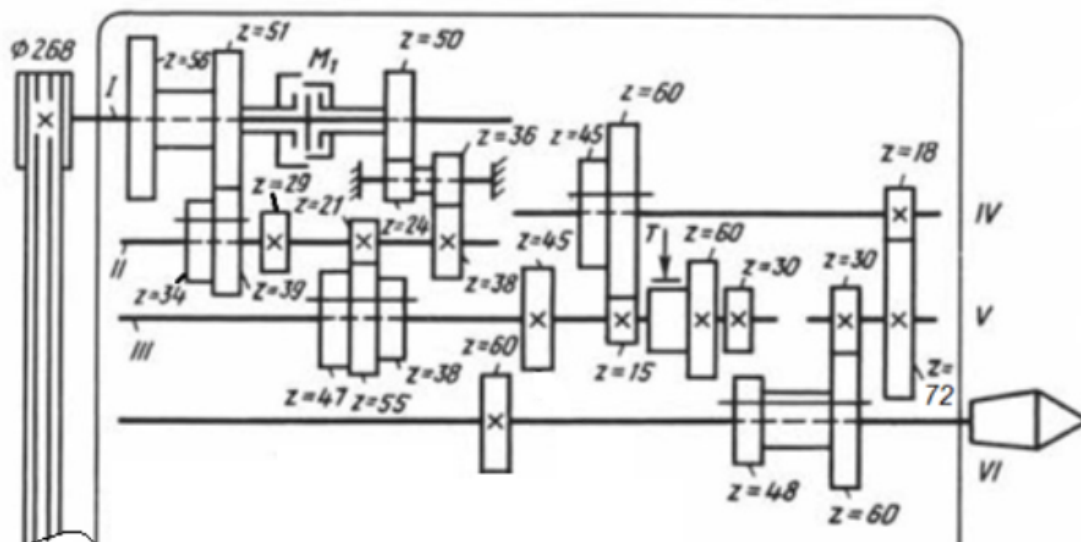 z=51
z=50
Ø268
z=56
M₁
I
z=60
z=36
z=45
z=18
z=29
z=21
z=24
IV
T
z=60
z=45
z=30
z=30
II
z=34
z=39
z=38
V
III
z=60
z=15
z=
72
z=47
z=55
z=38
VI
z=48
z=60